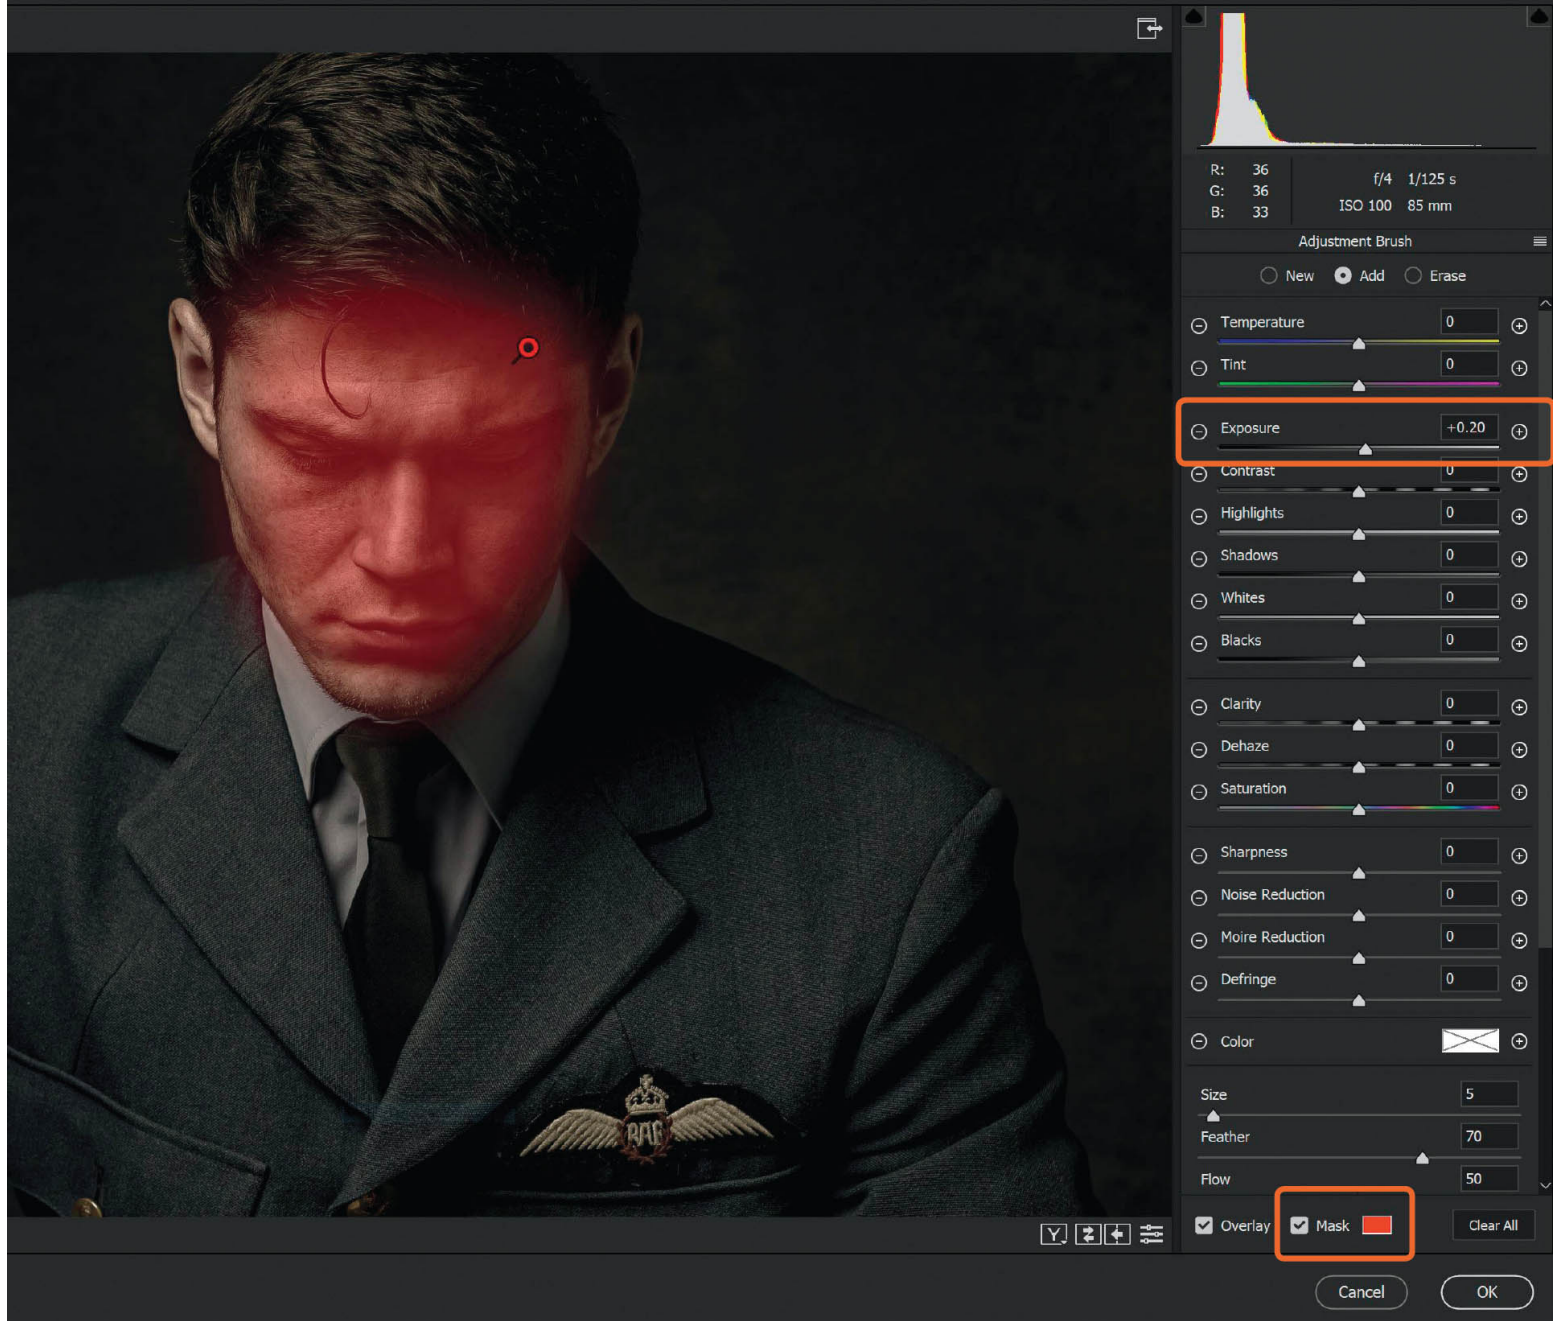 R: 36
G: 36
B: 33
f/4 1/125 s
ISO 100 85 mm
Adjustment Brush
New Add Erase
Temperature 0
Tint 0
Exposure +0.20
Contrast 0
Highlights 0
Shadows 0
Whites 0
Blacks 0
Clarity 0
Dehaze 0
Saturation 0
Sharpness 0
Noise Reduction 0
Moire Reduction 0
Defringe 0
Color
Size 5
Feather 70
Flow 50
RAF
Y
Overlay Mask Clear All
Cancel OK